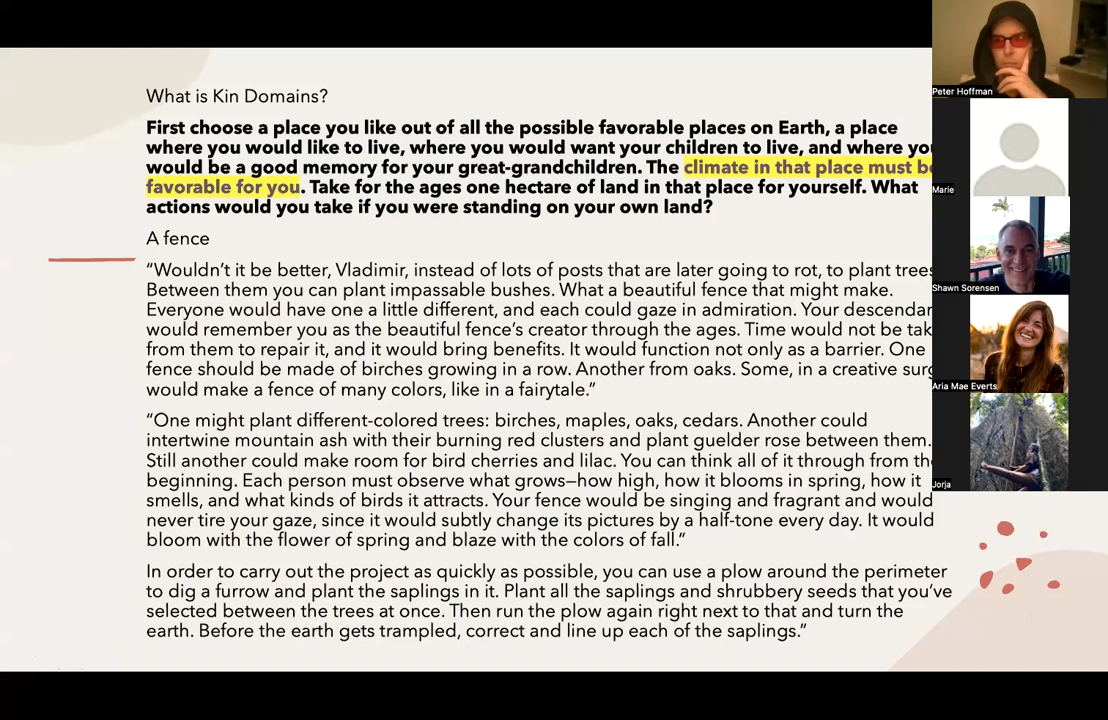 What is Kin Domains?
First choose a place you like out of all the possible favorable places on Earth, a place
where you would like to live, where you would want your children to live, and where you
would be a good memory for your great-grandchildren. The climate in that place must be
favorable for you. Take for the ages one hectare of land in that place for yourself. What
actions would you take if you were standing on your own land?
A fence
“Wouldn’t it be better, Vladimir, instead of lots of posts that are later going to rot, to plant trees
Between them you can plant impassable bushes. What a beautiful fence that might make.
Everyone would have one a little different, and each could gaze in admiration. Your descendan
would remember you as the beautiful fence’s creator through the ages. Time would not be tak
from them to repair it, and it would bring benefits. It would function not only as a barrier. One
fence should be made of birches growing in a row. Another from oaks. Some, in a creative surg
would make a fence of many colors, like in a fairytale.”
“One might plant different-colored trees: birches, maples, oaks, cedars. Another could
intertwine mountain ash with their burning red clusters and plant guelder rose between them.
Still another could make room for bird cherries and lilac. You can think all of it through from the
beginning. Each person must observe what grows—how high, how it blooms in spring, how it
smells, and what kinds of birds it attracts. Your fence would be singing and fragrant and would
never tire your gaze, since it would subtly change its pictures by a half-tone every day. It would
bloom with the flower of spring and blaze with the colors of fall.”
In order to carry out the project as quickly as possible, you can use a plow around the perimeter
to dig a furrow and plant the saplings in it. Plant all the saplings and shrubbery seeds that you’ve
selected between the trees at once. Then run the plow again right next to that and turn the
earth. Before the earth gets trampled, correct and line up each of the saplings.”
Peter Hoffman
Marie
Shawn Sorensen
Aria Mae Everts
Jorja